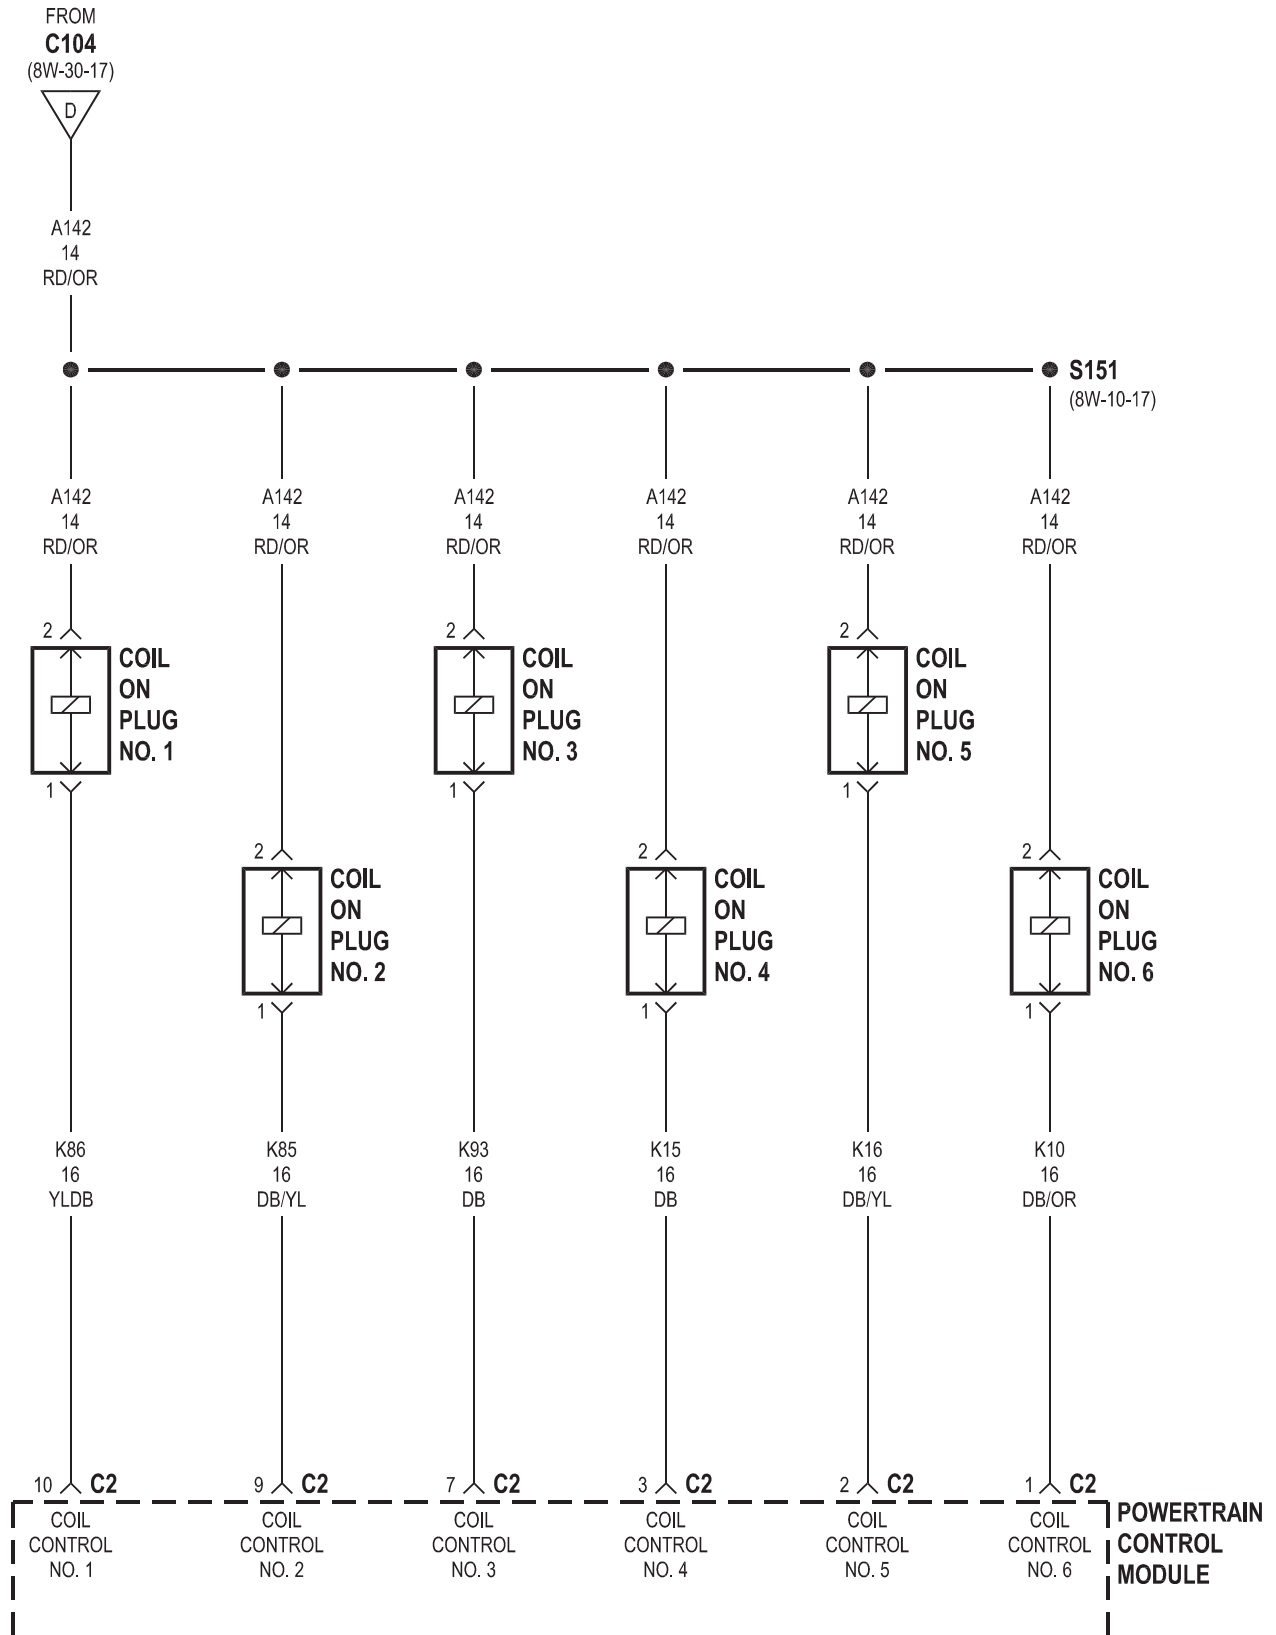 FROM
C104
(8W-30-17)
D
A142
14
RD/OR
S151
(8W-10-17)
A142
14
RD/OR
A142
14
RD/OR
A142
14
RD/OR
A142
14
RD/OR
A142
14
RD/OR
A142
14
RD/OR
2
COIL
ON
PLUG
NO. 1
1
2
COIL
ON
PLUG
NO. 3
1
2
COIL
ON
PLUG
NO. 5
1
2
COIL
ON
PLUG
NO. 2
1
2
COIL
ON
PLUG
NO. 4
1
2
COIL
ON
PLUG
NO. 6
1
K86
16
YLDB
K85
16
DB/YL
K93
16
DB
K15
16
DB
K16
16
DB/YL
K10
16
DB/OR
10 C2
9 C2
7 C2
3 C2
2 C2
1 C2
COIL
CONTROL
NO. 1
COIL
CONTROL
NO. 2
COIL
CONTROL
NO. 3
COIL
CONTROL
NO. 4
COIL
CONTROL
NO. 5
COIL
CONTROL
NO. 6
POWERTRAIN
CONTROL
MODULE